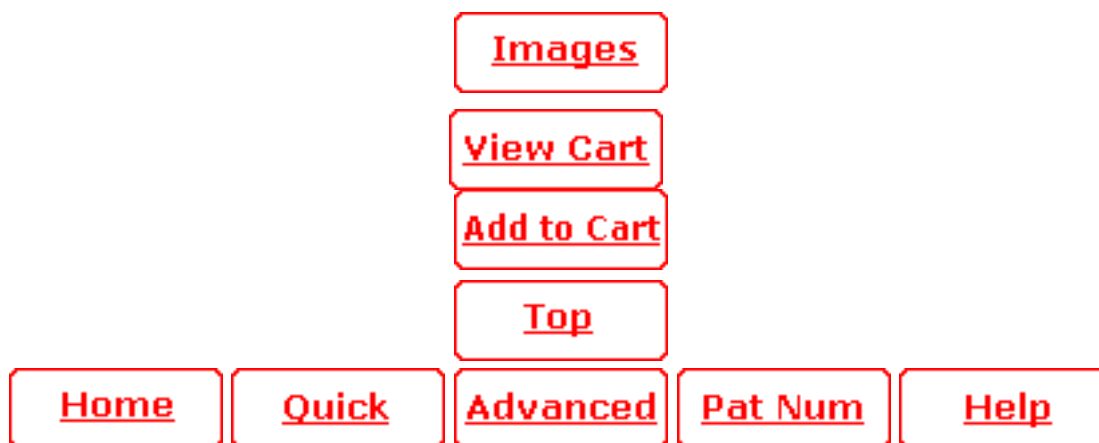 Images
View Cart
Add to Cart
Top
Home Quick Advanced Pat Num Help